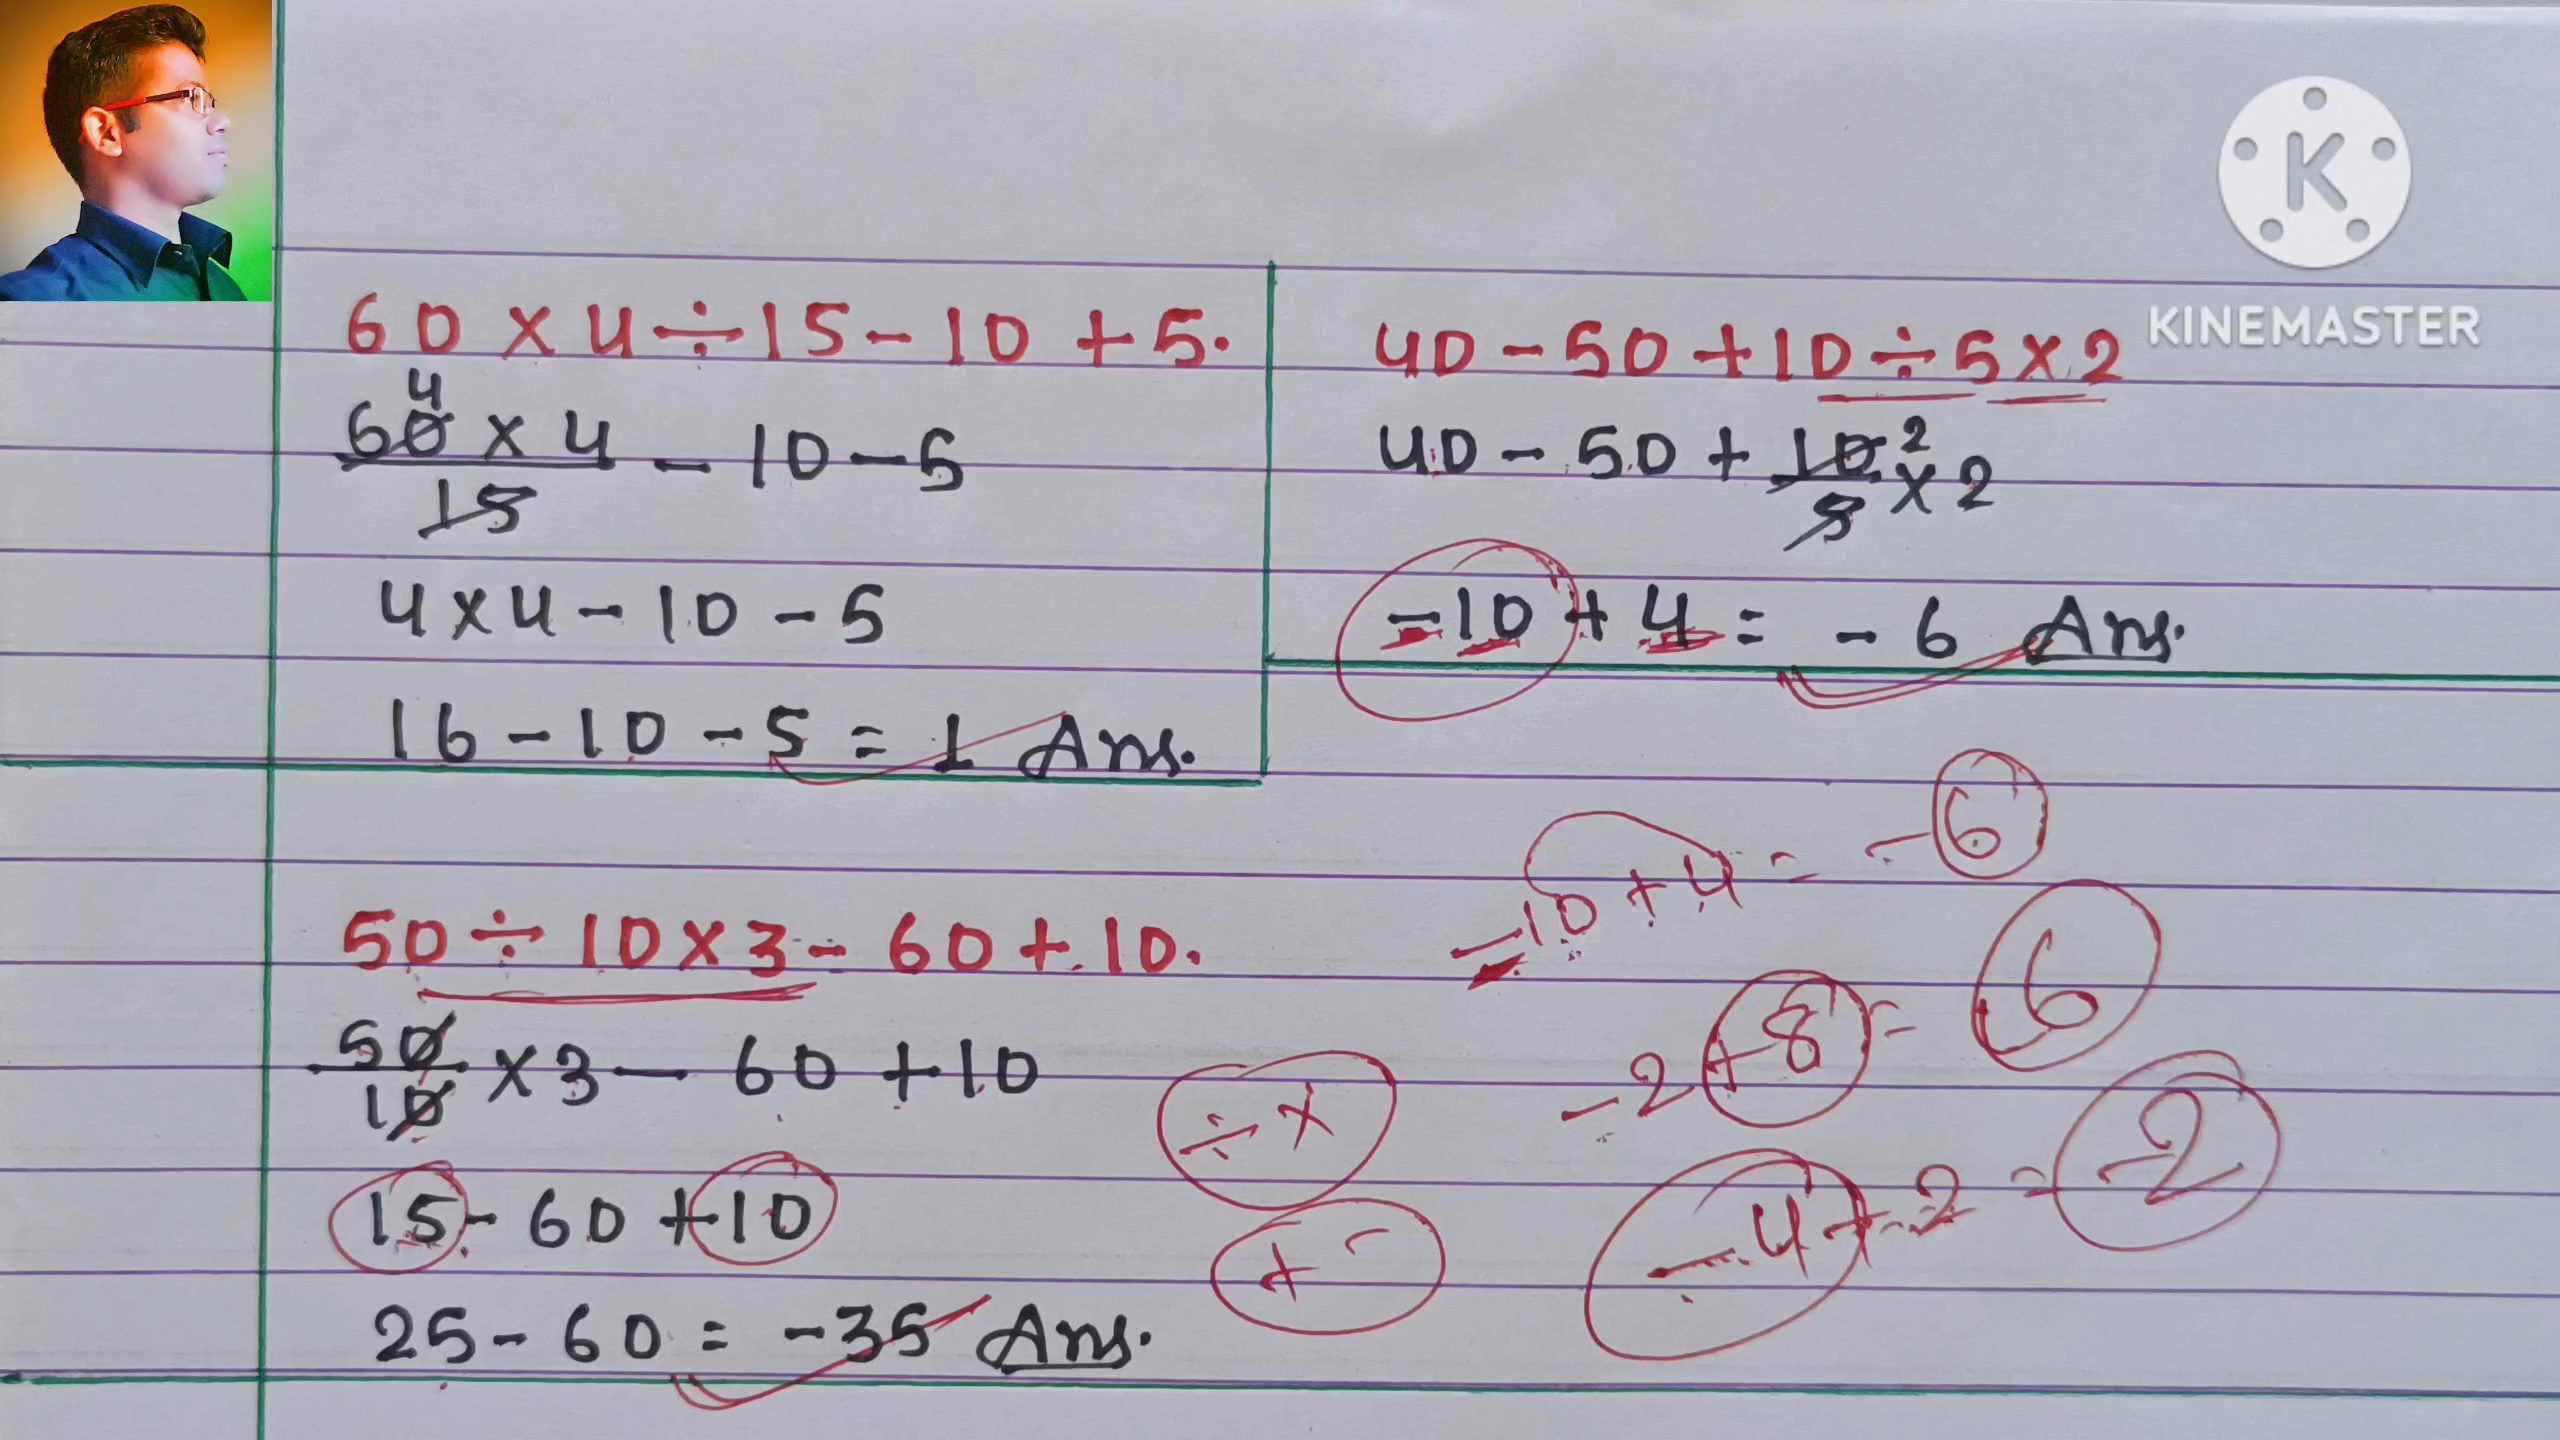 60 × 4 ÷ 15 - 10 + 5.
4
60 × 4 - 10 - 5
15
4 × 4 - 10 - 5
16 - 10 - 5 = 1 Ans.
KINEMASTER
40 - 50 + 10 ÷ 5 × 2
40 - 50 + 10 2 × 2
5
-10 + 4 = -6 Ans.
50 ÷ 10 × 3 - 60 + 10.
50 × 3 - 60 + 10
10
15 - 60 + 10
25 - 60 = -35 Ans.
-10 + 4 = -6
-2 + 8 = 6
-4 + 2 = -2
÷ ×
+ -